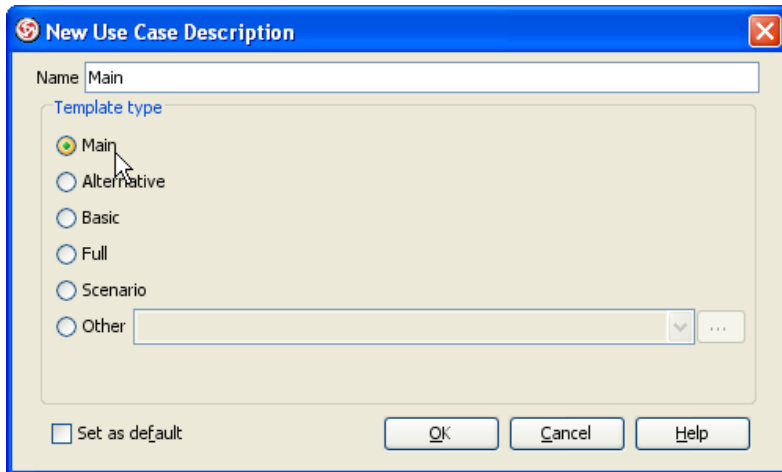 New Use Case Description
Name Main
Template type
Main
Alternative
Basic
Full
Scenario
Other ...
Set as default OK Cancel Help